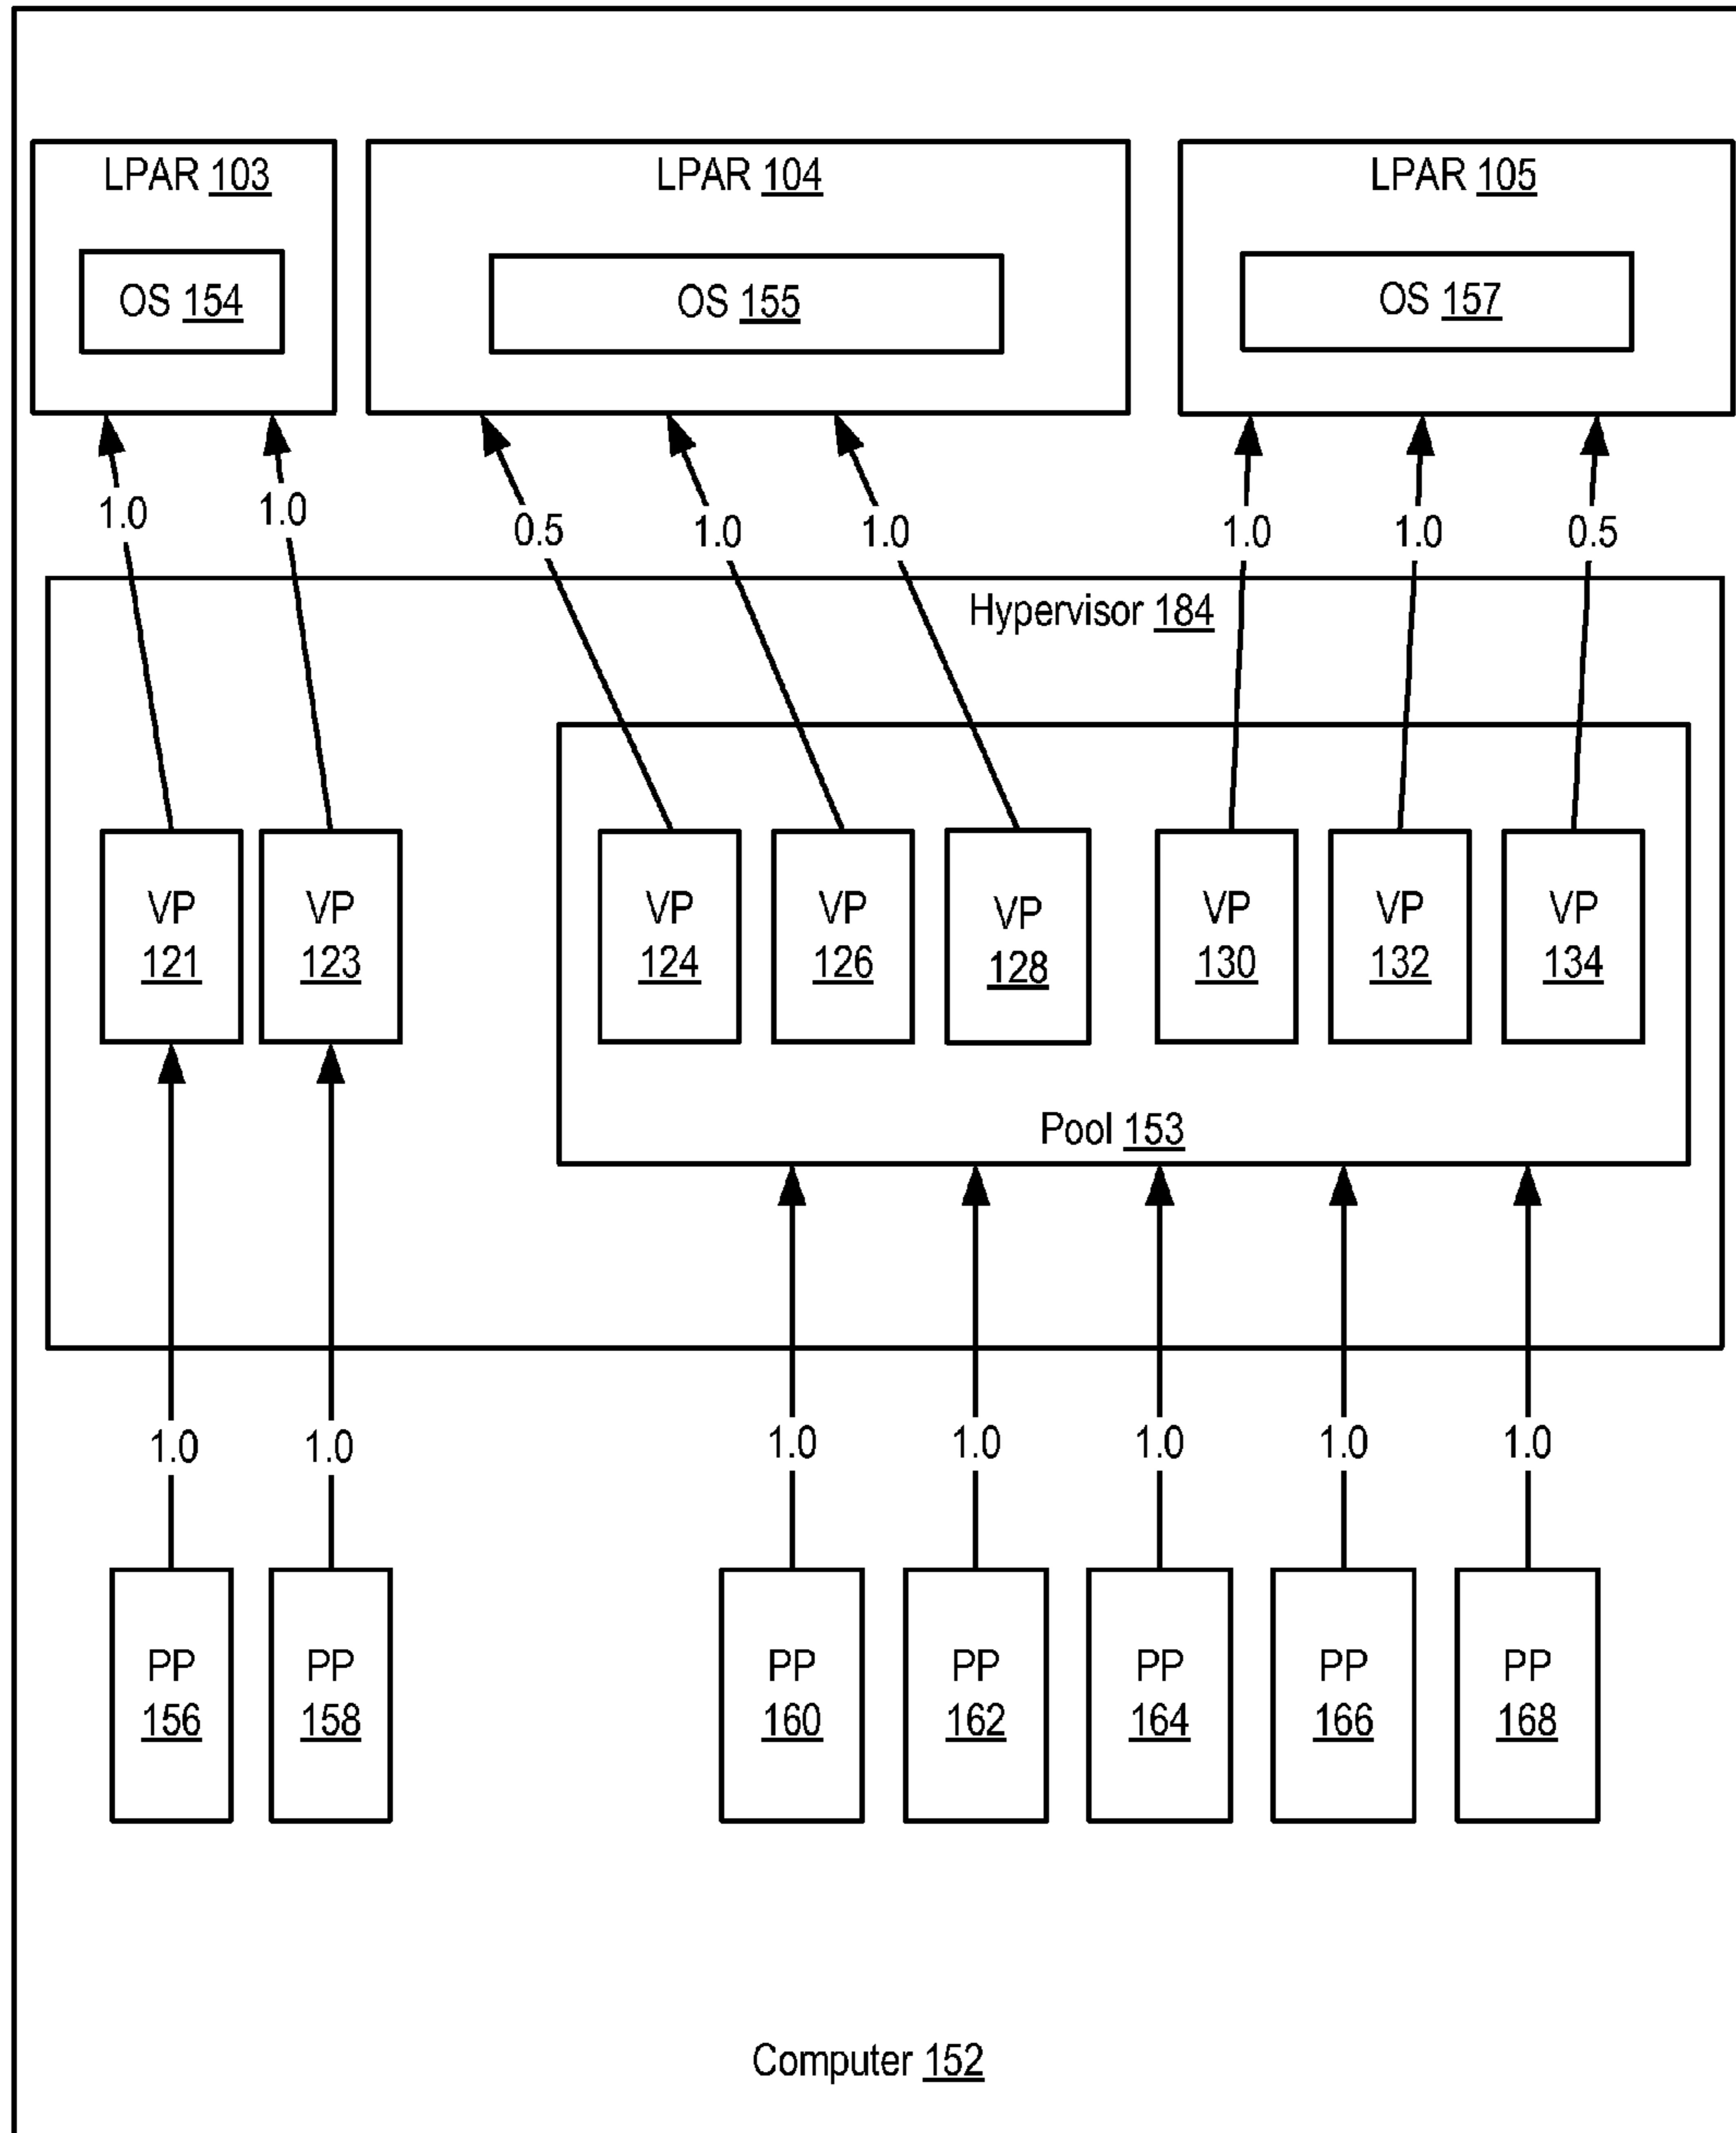 LPAR 103
LPAR 104
LPAR 105
OS 154
OS 155
OS 157
1.0
1.0
0.5
1.0
1.0
1.0
1.0
0.5
Hypervisor 184
VP
121
VP
123
VP
124
VP
126
VP
128
VP
130
VP
132
VP
134
Pool 153
1.0
1.0
1.0
1.0
1.0
1.0
1.0
PP
156
PP
158
PP
160
PP
162
PP
164
PP
166
PP
168
Computer 152